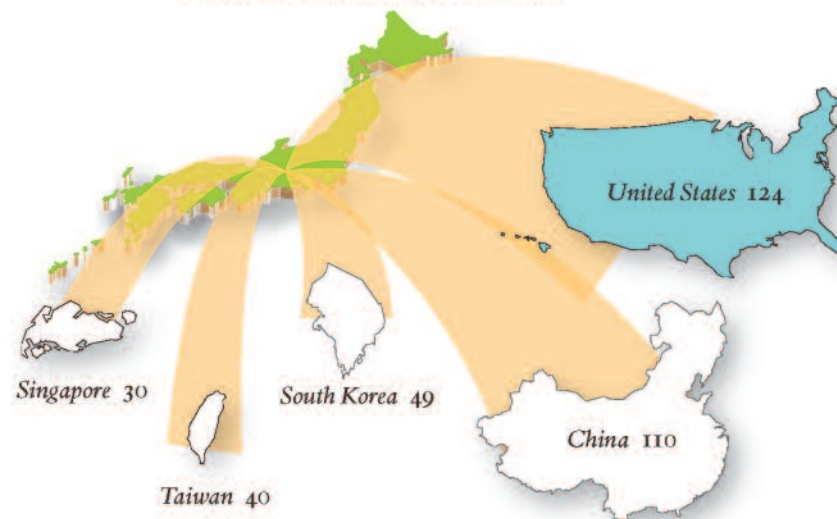 United States 124
Singapore 30
South Korea 49
China 110
Taiwan 40